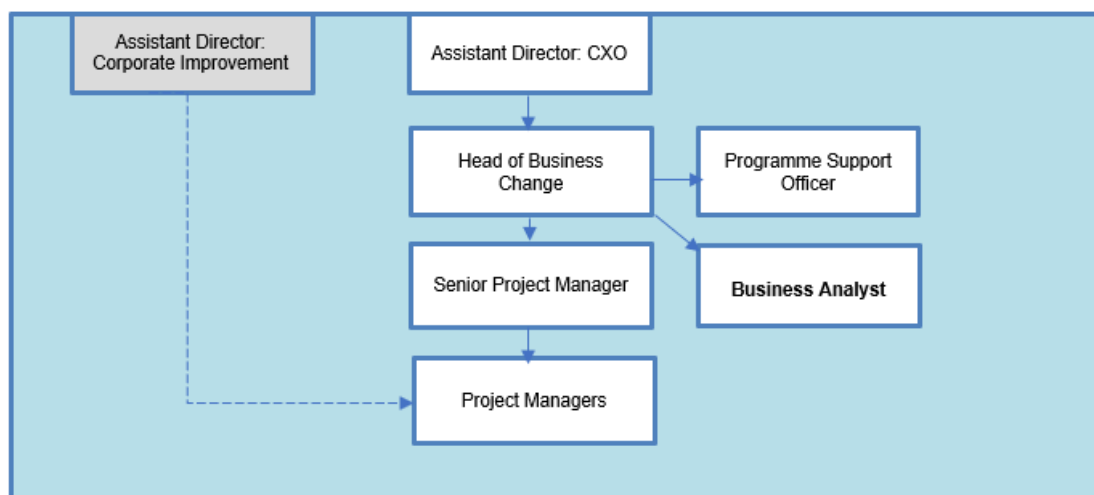 Assistant Director:
Corporate Improvement
Assistant Director: CXO
Head of Business
Change
Programme Support
Officer
Senior Project Manager
Business Analyst
Project Managers